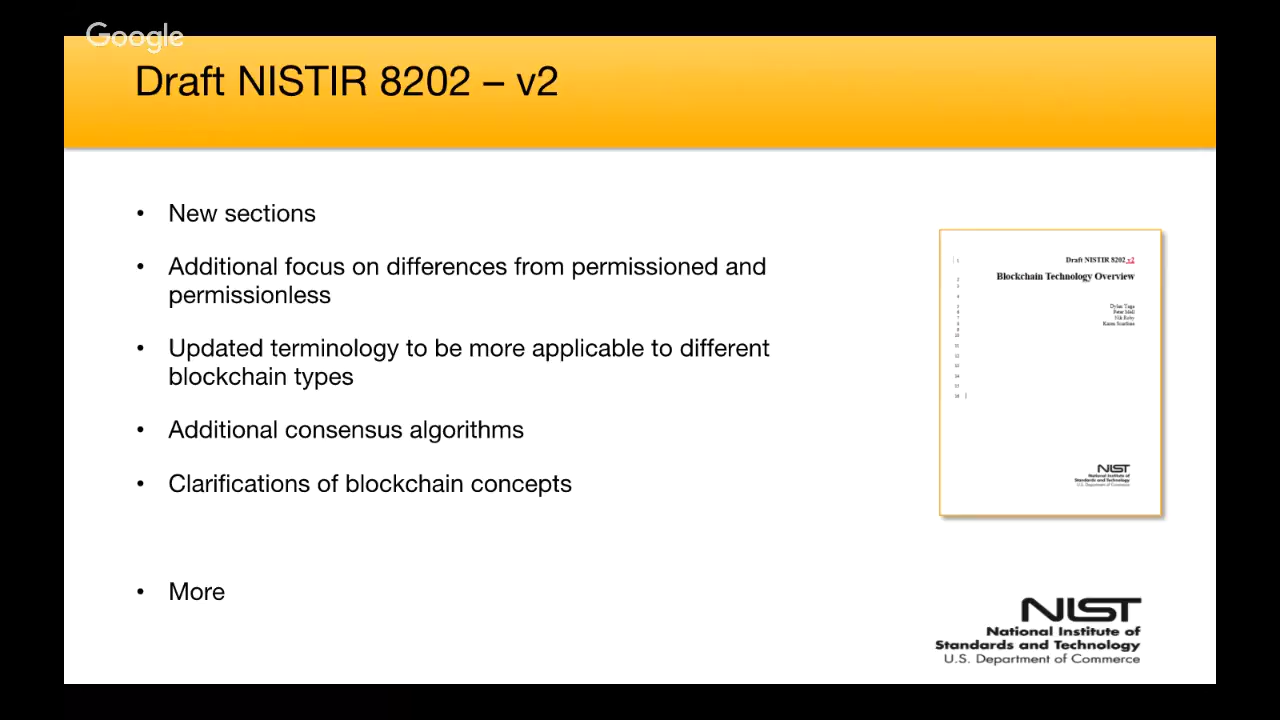 Google
Draft NISTIR 8202 – v2
• New sections
• Additional focus on differences from permissioned and
permissionless
• Updated terminology to be more applicable to different
blockchain types
• Additional consensus algorithms
• Clarifications of blockchain concepts
• More
Draft NISTIR 8202 v2
Blockchain Technology Overview
Dylan Yaga
Peter Mell
Nik Roby
Karen Scarfone
NIST
National Institute of
Standards and Technology
U.S. Department of Commerce
NIST
National Institute of
Standards and Technology
U.S. Department of Commerce